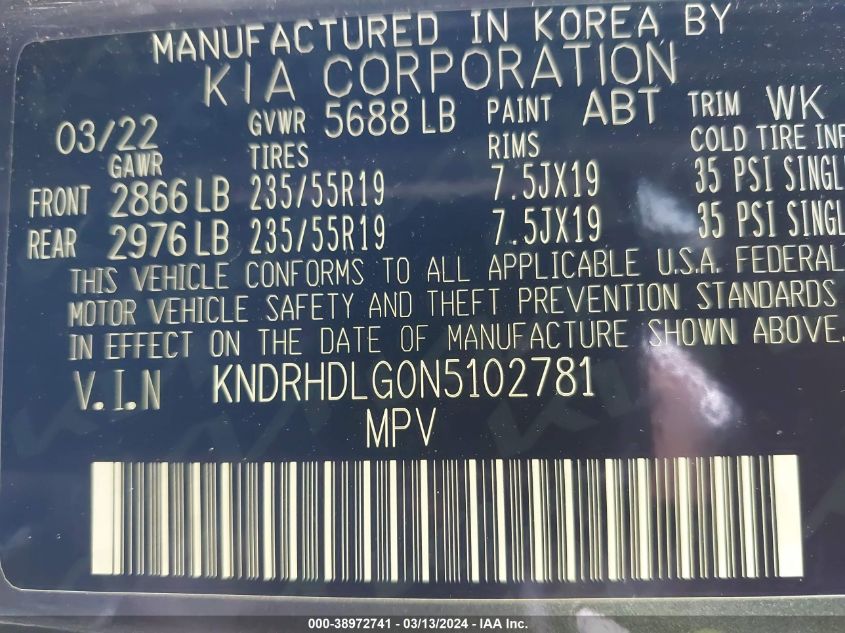 MANUFACTURED IN KOREA BY
KIA CORPORATION
03/22 GVWR 5688 LB PAINT ABT TRIM WK
GAWR TIRES RIMS COLD TIRE INF
FRONT 2866 LB 235/55R19 7.5JX19 35 PSI SINGL
REAR 2976 LB 235/55R19 7.5JX19 35 PSI SINGL
THIS VEHICLE CONFORMS TO ALL APPLICABLE U.S.A. FEDERAL
MOTOR VEHICLE SAFETY AND THEFT PREVENTION STANDARDS
IN EFFECT ON THE DATE OF MANUFACTURE SHOWN ABOVE.
V.I.N KNDRHDLG0N5102781
MPV
000-38972741 - 03/13/2024 - IAA Inc.